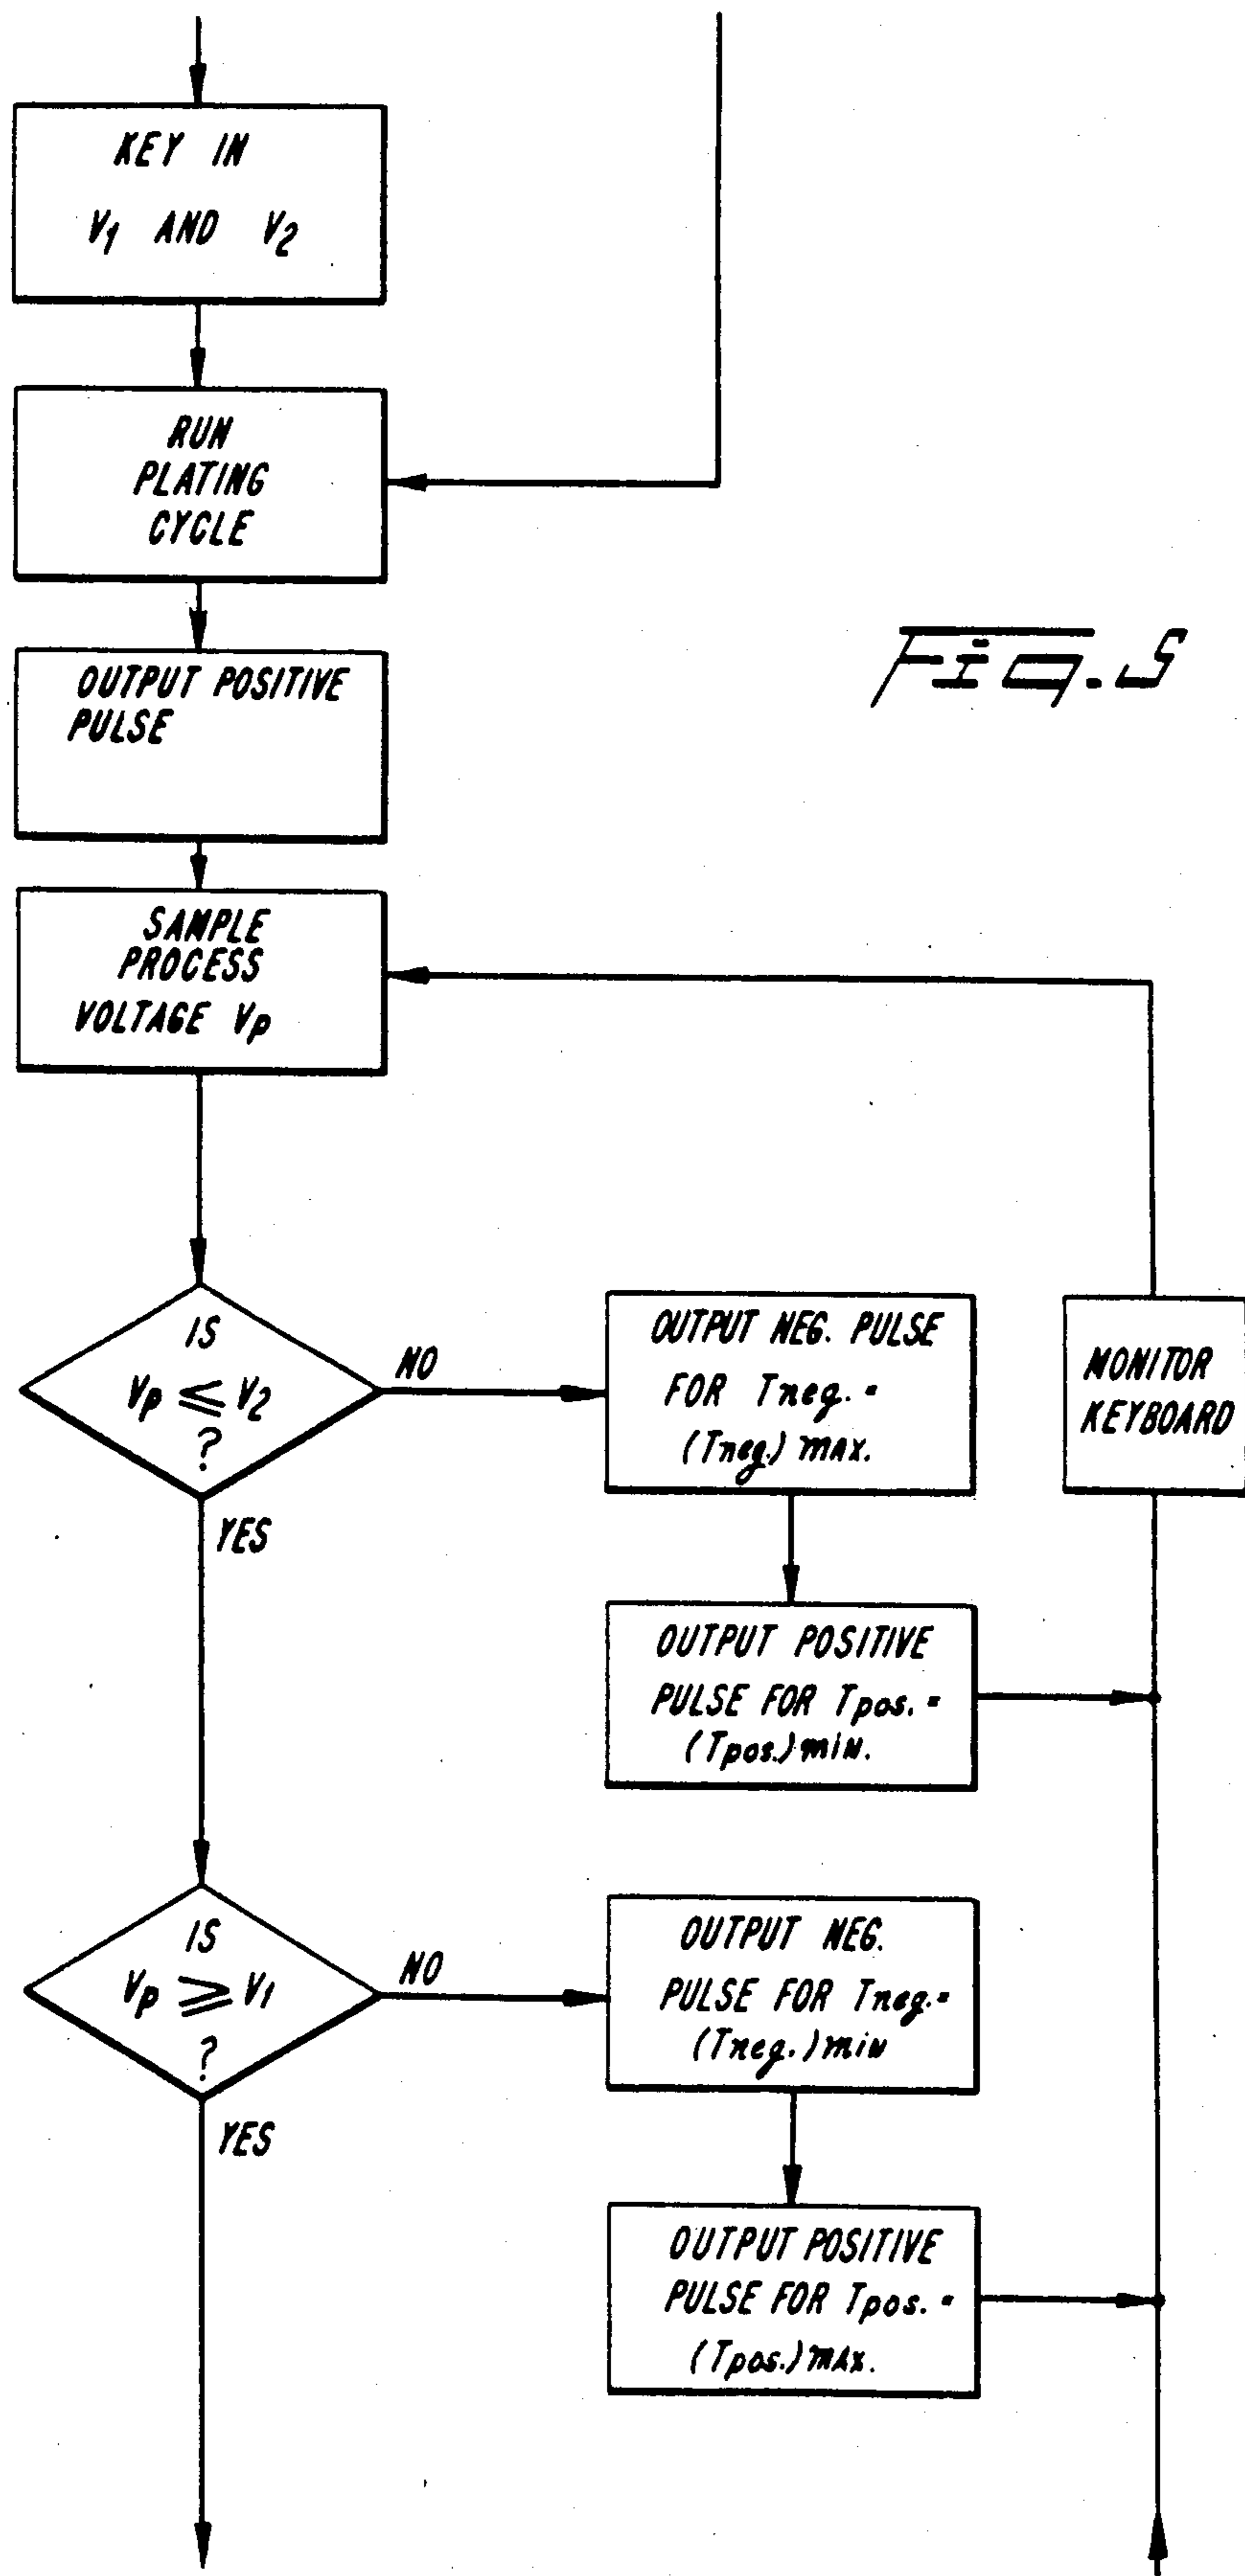 KEY IN
V1 AND V2
RUN
PLATING
CYCLE
Fig. 5
OUTPUT POSITIVE
PULSE
SAMPLE
PROCESS
VOLTAGE Vp
IS
Vp ≤ V2
?
NO
YES
OUTPUT NEG. PULSE
FOR Tneg. =
(Tneg.) MAX.
MONITOR
KEYBOARD
OUTPUT POSITIVE
PULSE FOR Tpos. =
(Tpos.) MIN.
IS
Vp ≥ V1
?
NO
YES
OUTPUT NEG.
PULSE FOR Tneg. =
(Tneg.) MIN
OUTPUT POSITIVE
PULSE FOR Tpos. =
(Tpos.) MAX.